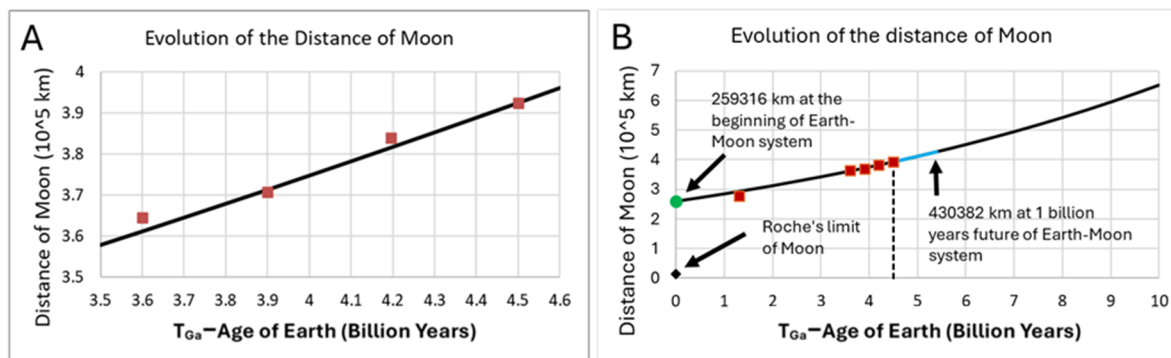 A
Evolution of the Distance of Moon
Distance of Moon (10^5 km)
4
3.9
3.8
3.7
3.6
3.5
3.5 3.6 3.7 3.8 3.9 4 4.1 4.2 4.3 4.4 4.5 4.6
TGa–Age of Earth (Billion Years)
B
Evolution of the distance of Moon
Distance of Moon (10^5 km)
7
6
5
4
3
2
1
0
259316 km at the
beginning of Earth-
Moon system
Roche's limit
of Moon
430382 km at 1 billion
years future of Earth-Moon
system
0 1 2 3 4 5 6 7 8 9 10
TGa–Age of Earth (Billion Years)